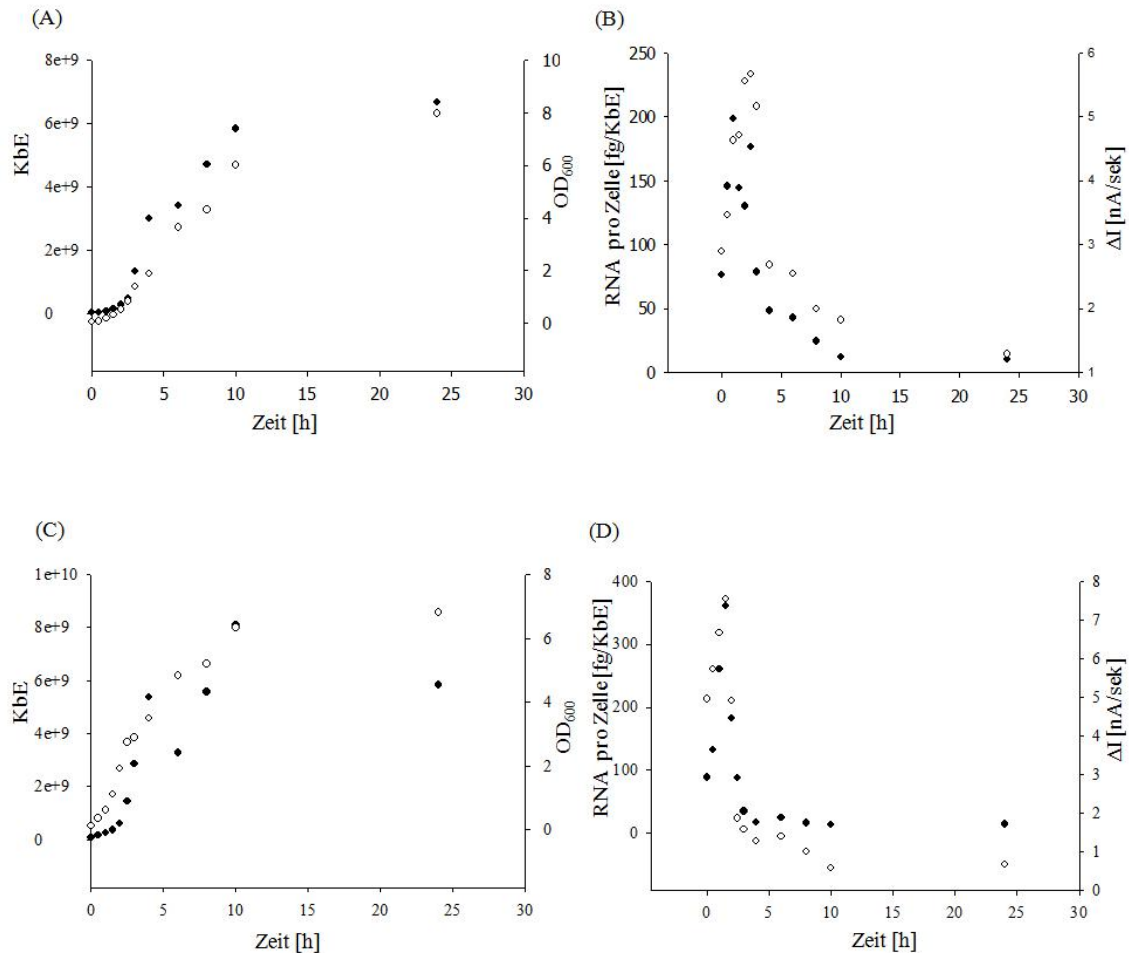 (A)
8e+9
6e+9
4e+9
2e+9
0
KbE
10
8
6
4
2
0
OD600
0 5 10 15 20 25 30
Zeit [h]
(B)
250
200
150
100
50
0
RNA pro Zelle [fg/KbE]
6
5
4
3
2
1
ΔI [nA/sek]
0 5 10 15 20 25 30
Zeit [h]
(C)
1e+10
8e+9
6e+9
4e+9
2e+9
0
KbE
8
6
4
2
0
OD600
0 5 10 15 20 25 30
Zeit [h]
(D)
400
300
200
100
0
RNA pro Zelle [fg/KbE]
8
7
6
5
4
3
2
1
0
ΔI [nA/sek]
0 5 10 15 20 25 30
Zeit [h]